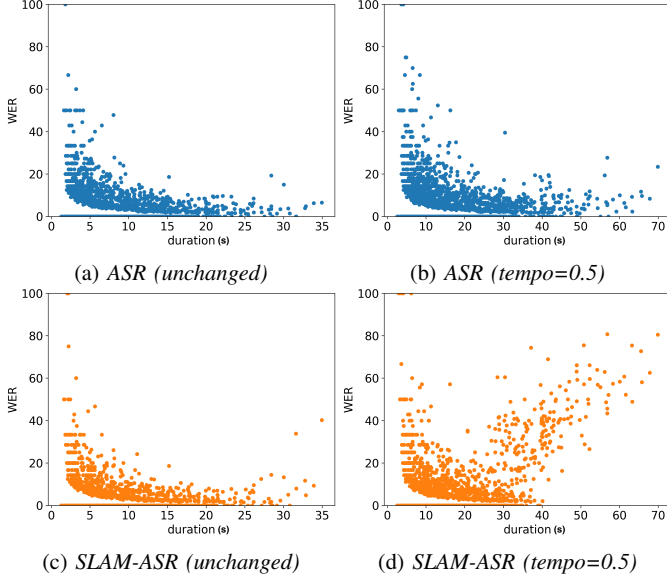 100
80
60
40
20
0
WER
0 5 10 15 20 25 30 35
duration (s)
(a) ASR (unchanged)
100
80
60
40
20
0
WER
0 10 20 30 40 50 60 70
duration (s)
(b) ASR (tempo=0.5)
100
80
60
40
20
0
WER
0 5 10 15 20 25 30 35
duration (s)
(c) SLAM-ASR (unchanged)
100
80
60
40
20
0
WER
0 10 20 30 40 50 60 70
duration (s)
(d) SLAM-ASR (tempo=0.5)